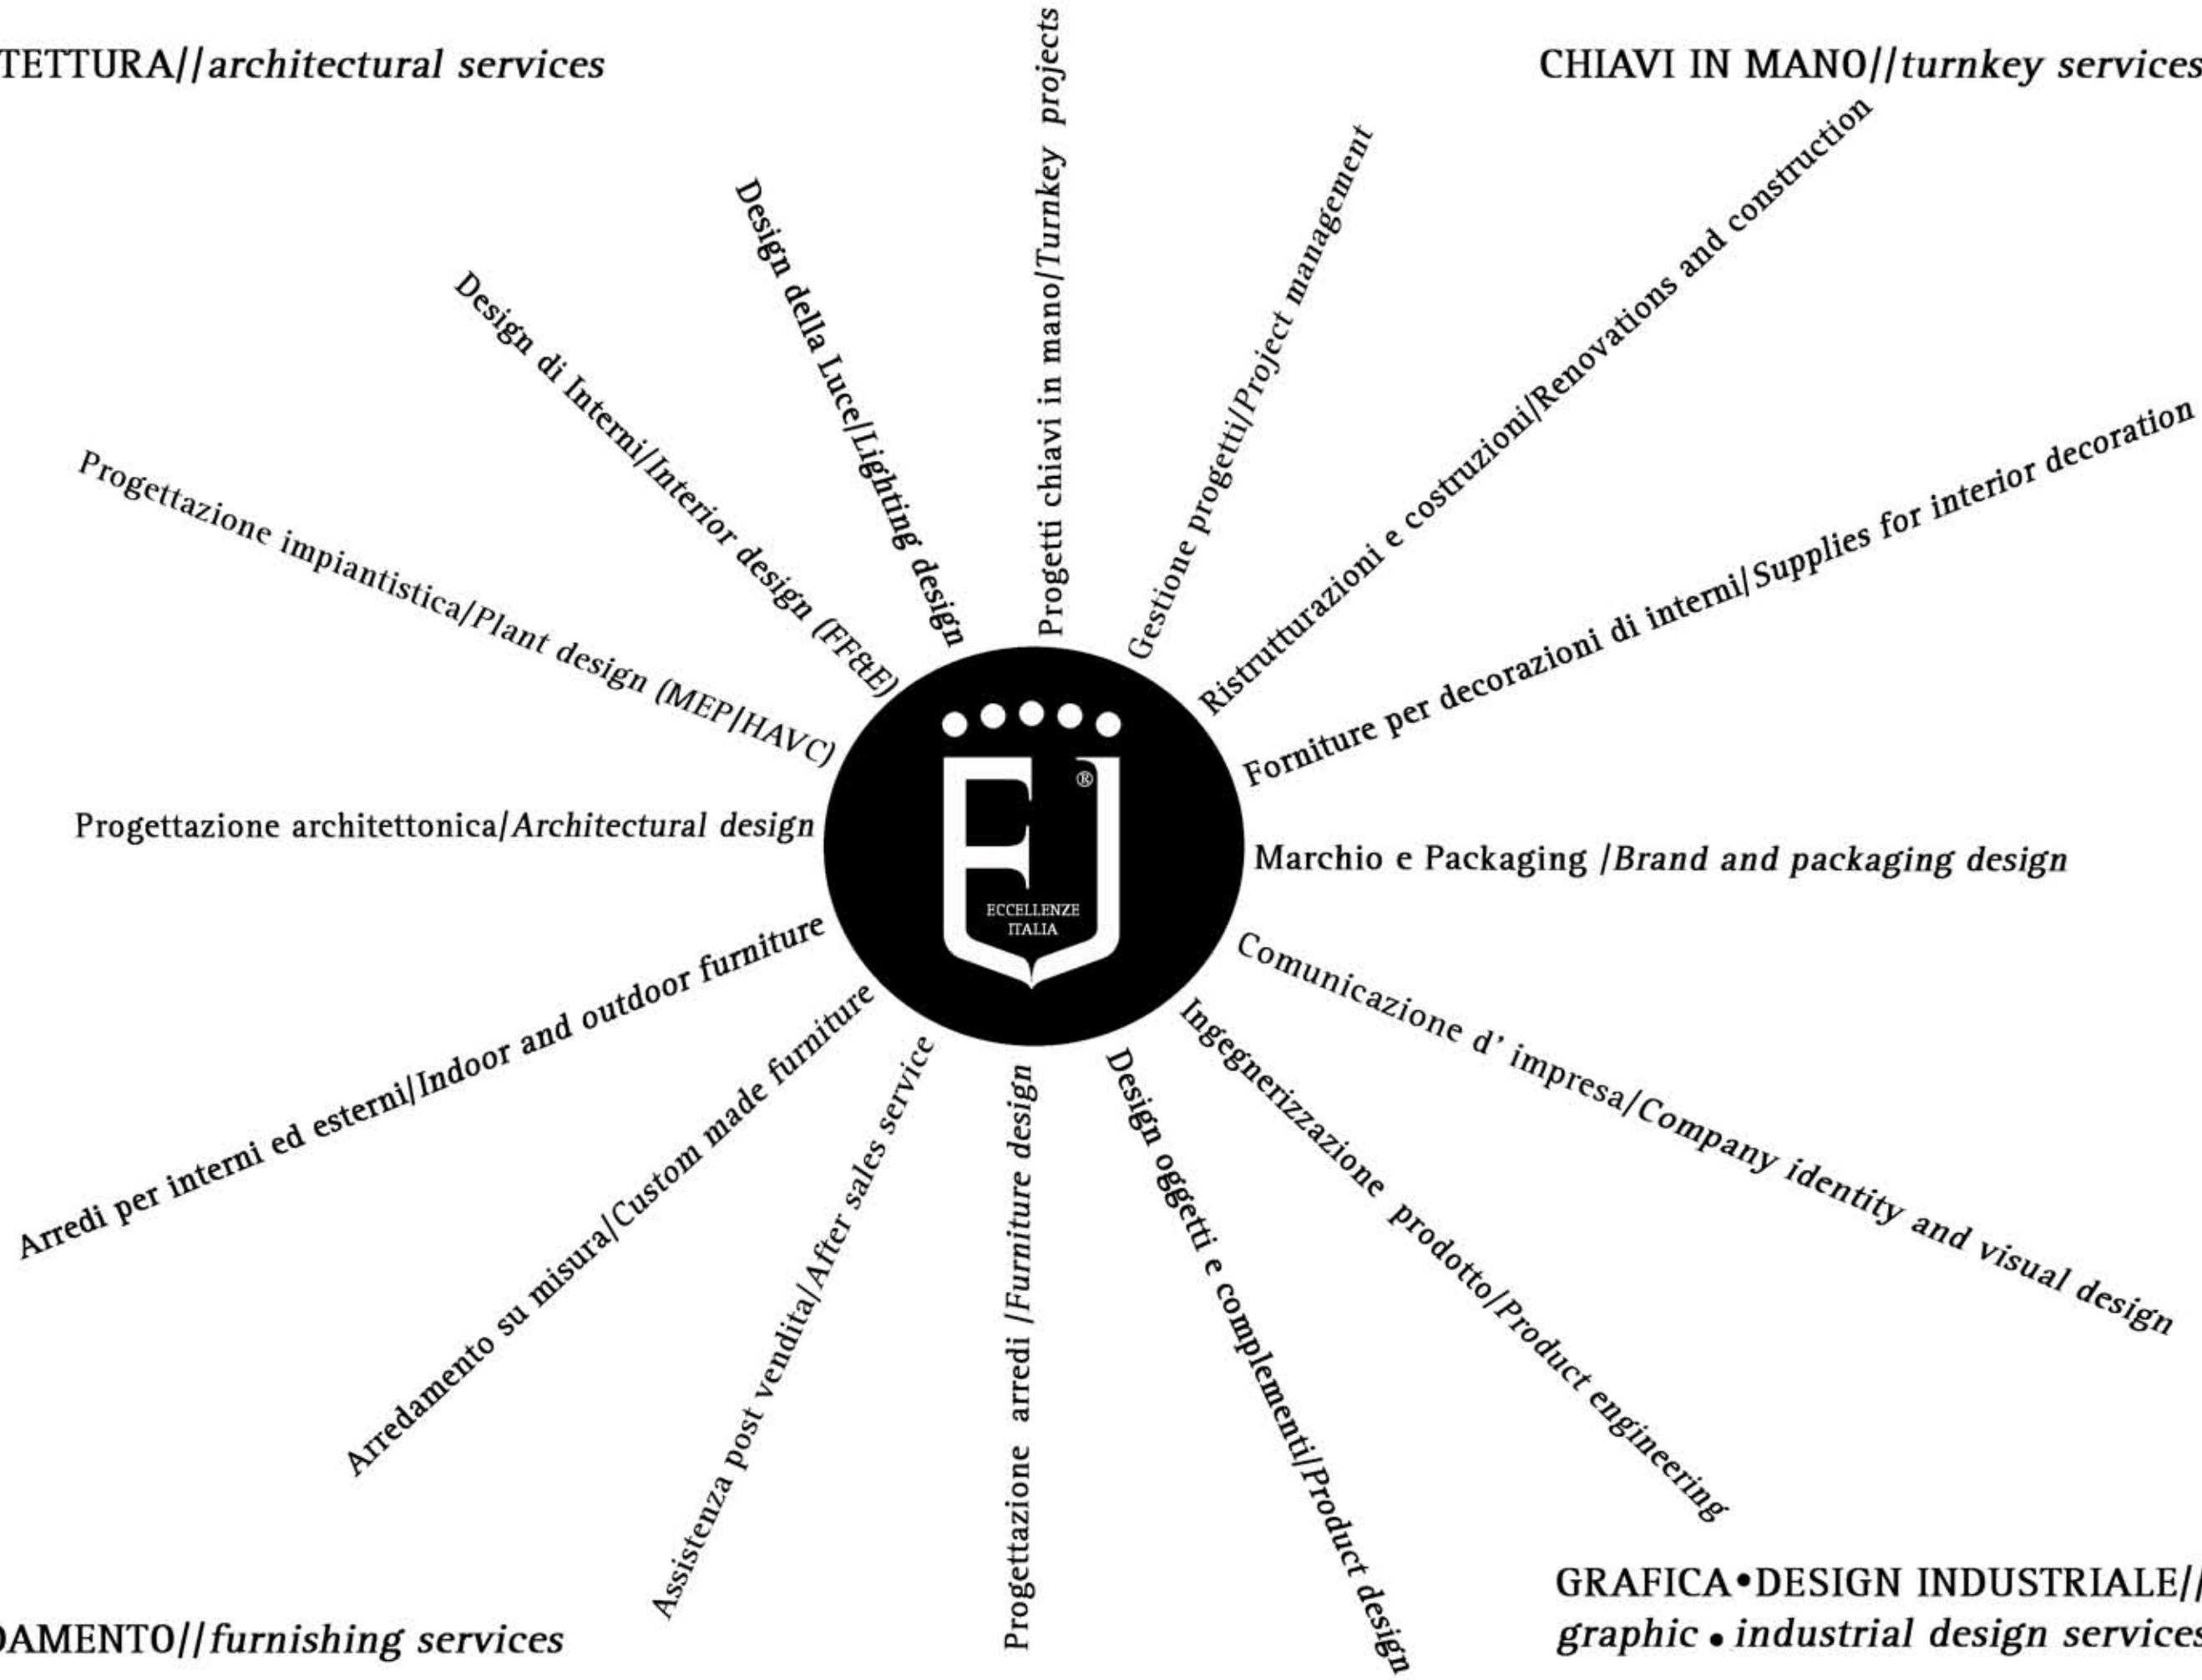 TETTURA//architectural services
CHIAVI IN MANO//turnkey services
Progettazione architettonica/Architectural design
Progettazione impiantistica/Plant design (MEP|HAVC)
Design di Interni/Interior design (FF&E)
Design della Luce/Lighting design
Progetti chiavi in mano/Turnkey projects
Gestione progetti/Project management
Ristrutturazioni e costruzioni/Renovations and construction
Forniture per decorazioni di interni/Supplies for interior decoration
®
ECCELLENZE
ITALIA
Marchio e Packaging /Brand and packaging design
Comunicazione d' impresa/Company identity and visual design
Ingegnerizzazione prodotto/Product engineering
Design oggetti e complementi/Product design
Progettazione arredi /Furniture design
Assistenza post vendita/After sales service
Arredamento su misura/Custom made furniture
Arredi per interni ed esterni/Indoor and outdoor furniture
DAMENTO//furnishing services
GRAFICA•DESIGN INDUSTRIALE//
graphic • industrial design services